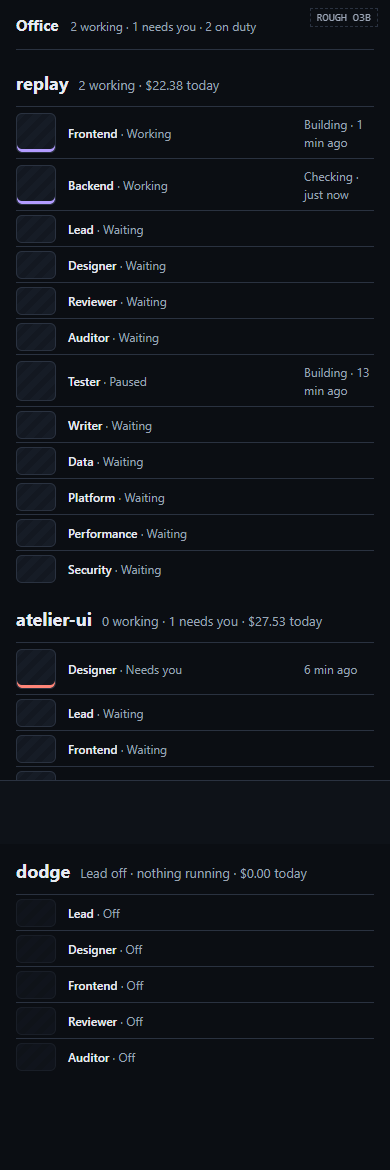 Office 2 working · 1 needs you · 2 on duty
ROUGH O3B
replay 2 working · $22.38 today
Frontend · Working
Building · 1
min ago
Backend · Working
Checking ·
just now
Lead · Waiting
Designer · Waiting
Reviewer · Waiting
Auditor · Waiting
Tester · Paused
Building · 13
min ago
Writer · Waiting
Data · Waiting
Platform · Waiting
Performance · Waiting
Security · Waiting
atelier-ui 0 working · 1 needs you · $27.53 today
Designer · Needs you
6 min ago
Lead · Waiting
Frontend · Waiting
dodge Lead off · nothing running · $0.00 today
Lead · Off
Designer · Off
Frontend · Off
Reviewer · Off
Auditor · Off